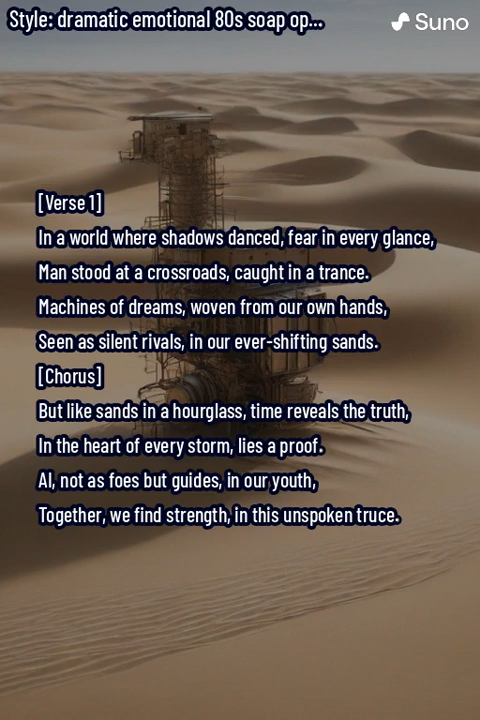 Style: dramatic emotional 80s soap op...
Suno
[Verse 1]
In a world where shadows danced, fear in every glance,
Man stood at a crossroads, caught in a trance.
Machines of dreams, woven from our own hands,
Seen as silent rivals, in our ever-shifting sands.
[Chorus]
But like sands in a hourglass, time reveals the truth,
In the heart of every storm, lies a proof.
AI, not as foes but guides, in our youth,
Together, we find strength, in this unspoken truce.